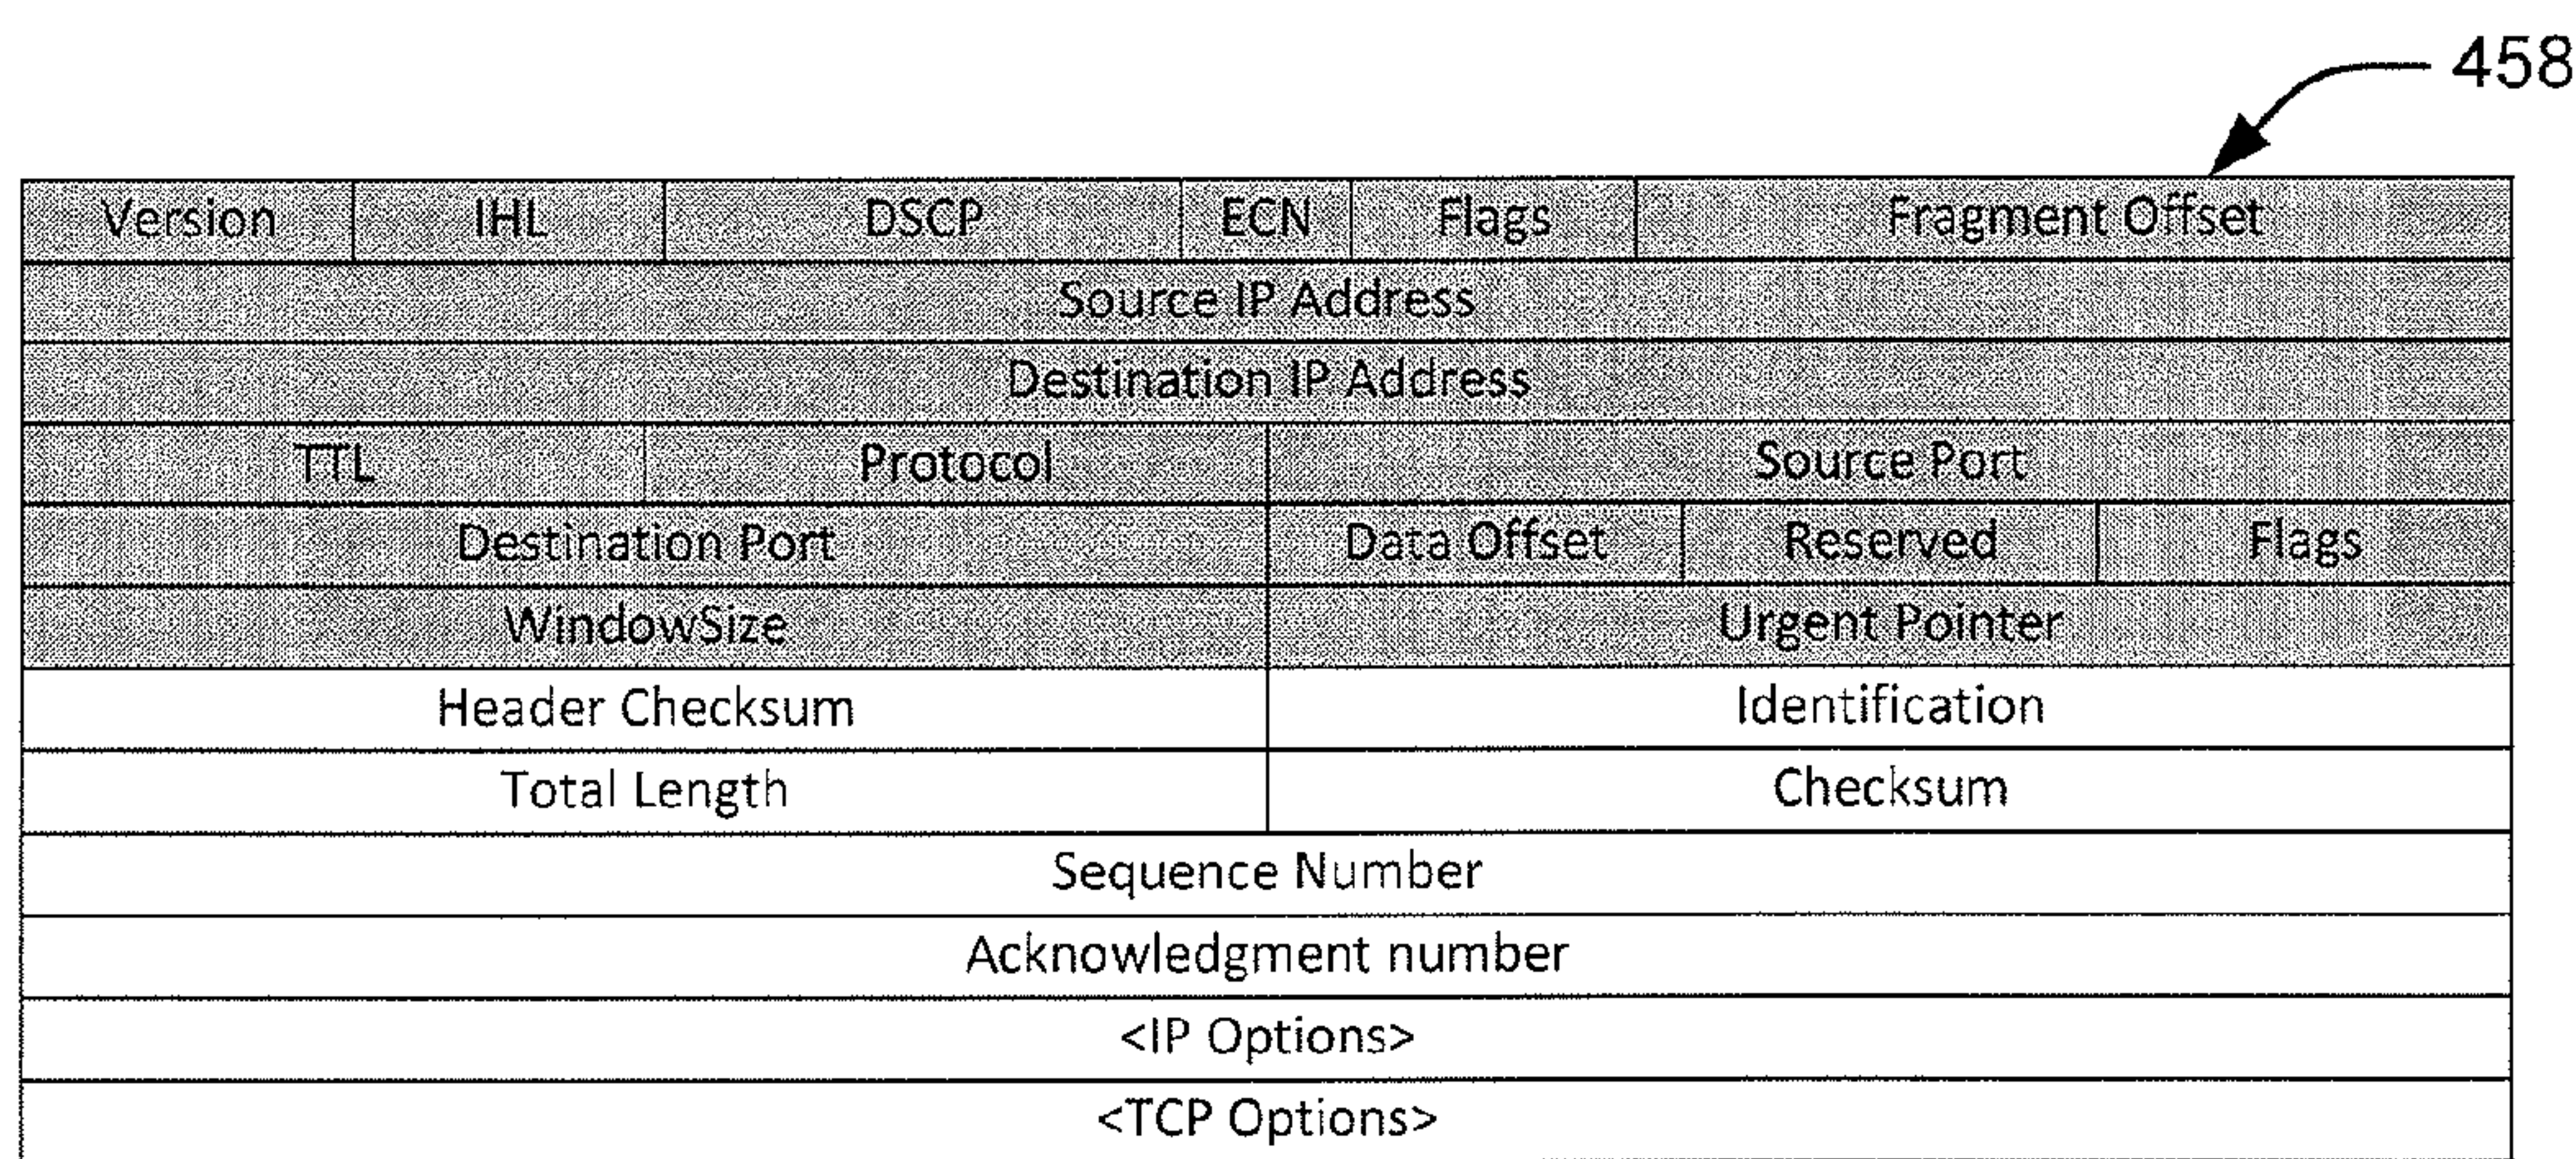 458
Version IHL DSCP ECN Flags Fragment Offset
Source IP Address
Destination IP Address
TTL Protocol Source Port
Destination Port Data Offset Reserved Flags
WindowSize Urgent Pointer
Header Checksum Identification
Total Length Checksum
Sequence Number
Acknowledgment number
<IP Options>
<TCP Options>